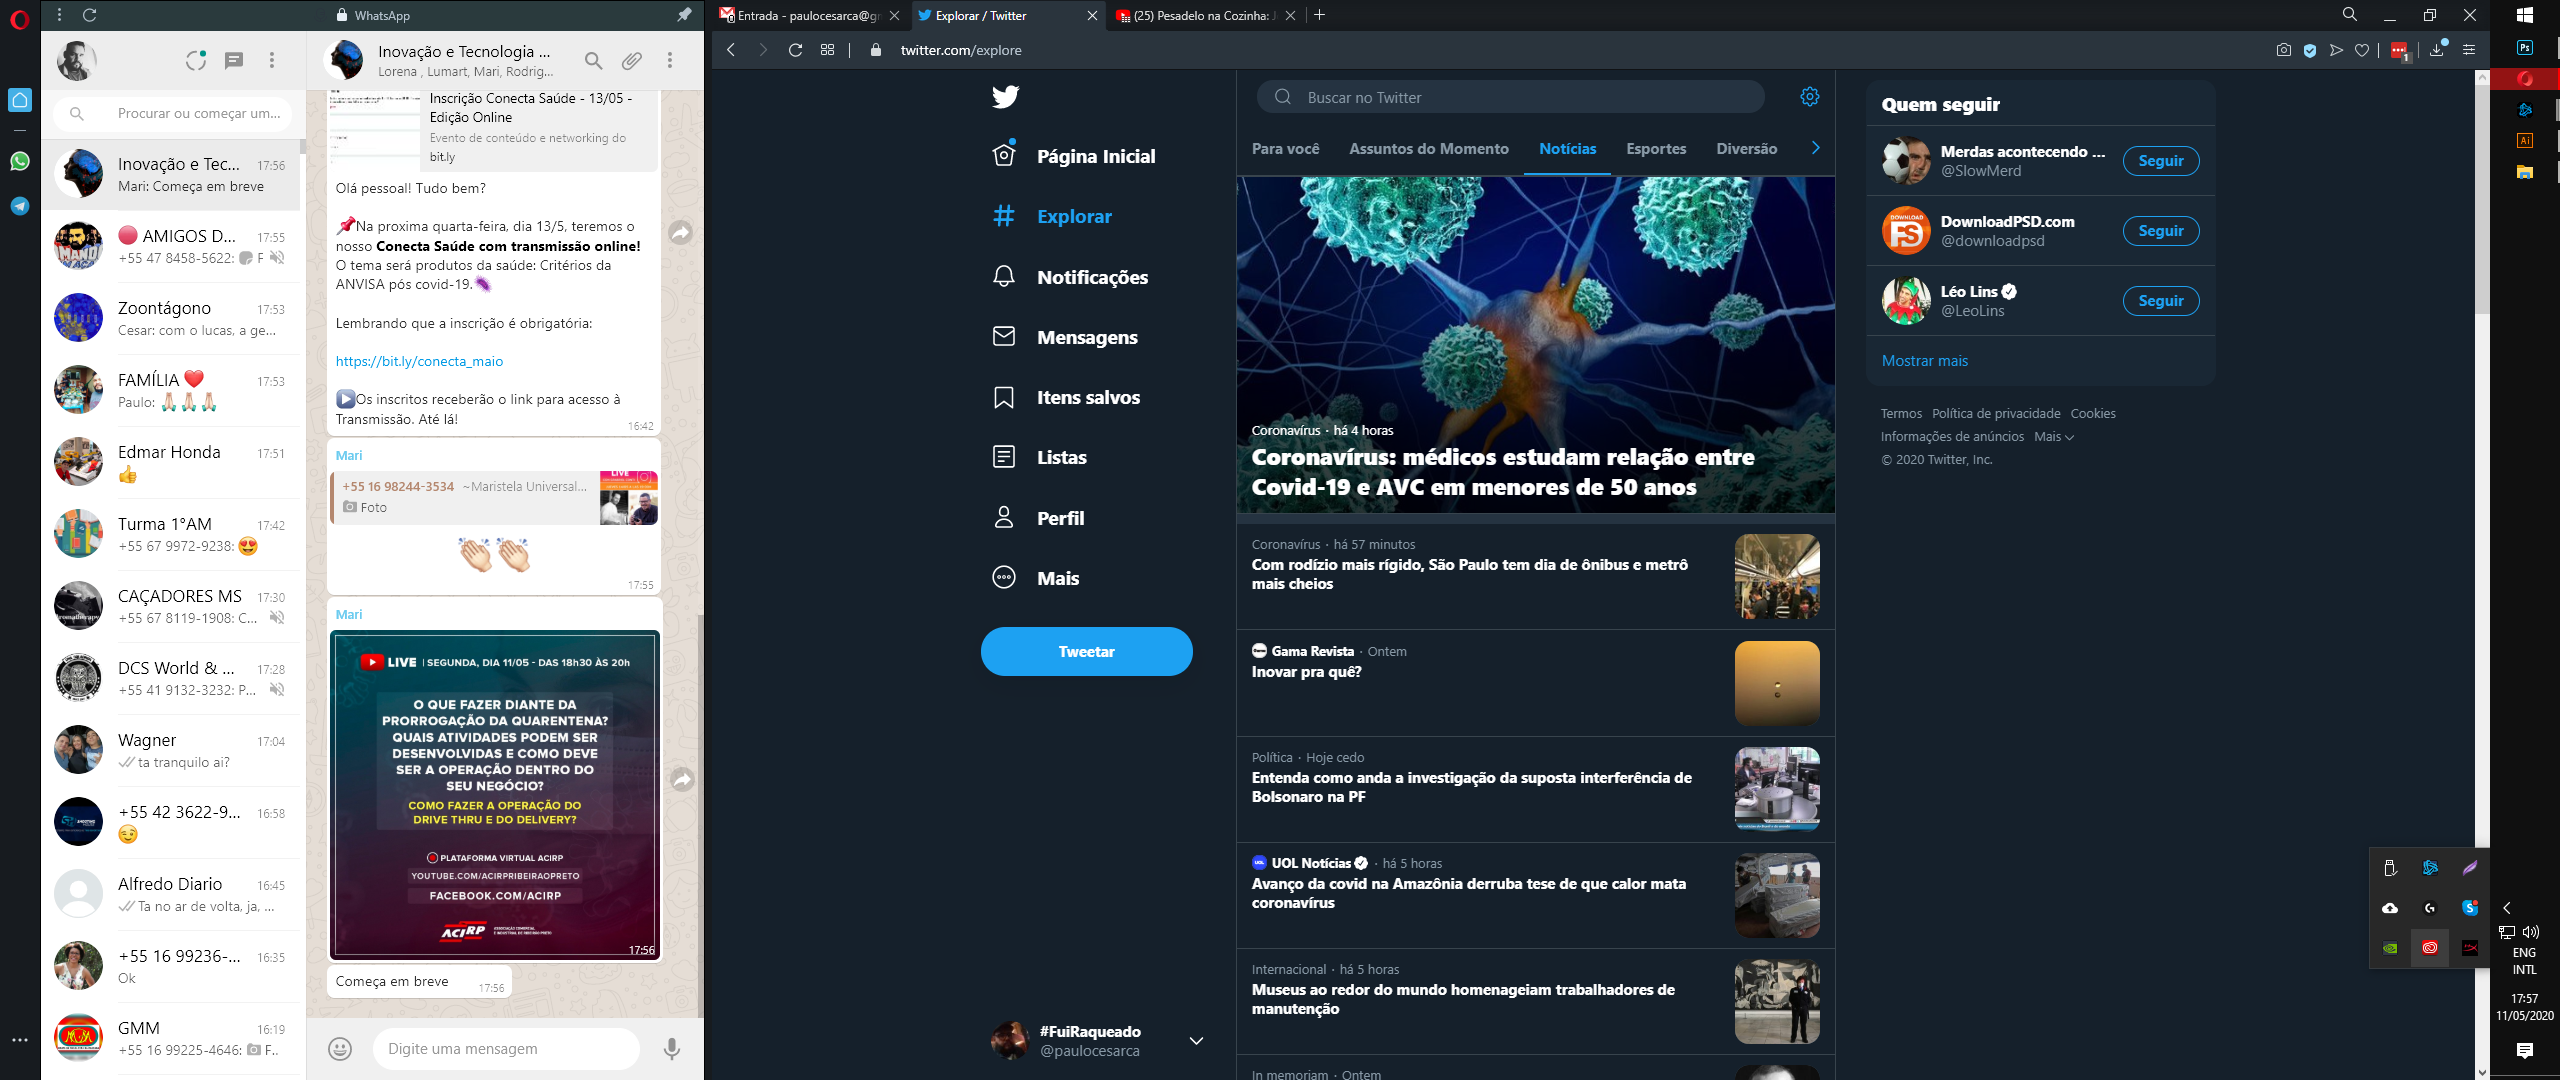 WhatsApp
Procurar ou começar um...
Inovação e Tec... 17:56
Mari: Começa em breve
AMIGOS D... 17:55
+55 47 8458-5622: F
Zoontágono 17:53
Cesar: com o lucas, a ge...
FAMÍLIA ❤️ 17:53
Paulo: 🙏🏻🙏🏻🙏🏻
Edmar Honda 17:51
👍
Turma 1°AM 17:42
+55 67 9972-9238: 😍
CAÇADORES MS 17:30
+55 67 8119-1908: C...
DCS World & ... 17:28
+55 41 9132-3232: P...
Wagner 17:04
ta tranquilo ai?
+55 42 3622-9... 16:58
😉
Alfredo Diario 16:45
Ta no ar de volta, ja, ...
+55 16 99236-... 16:35
Ok
GMM 16:19
+55 16 99225-4646: F..
Inovação e Tecnologia ...
Lorena , Lumart, Mari, Rodrig...
Inscrição Conecta Saúde - 13/05 -
Edição Online
Evento de conteúdo e networking do
bit.ly
Olá pessoal! Tudo bem?
📌Na proxima quarta-feira, dia 13/5, teremos o
nosso Conecta Saúde com transmissão online!
O tema será produtos da saúde: Critérios da
ANVISA pós covid-19.🦠
Lembrando que a inscrição é obrigatória:
https://bit.ly/conecta_maio
▶️Os inscritos receberão o link para acesso à
Transmissão. Até lá!
16:42
Mari
+55 16 98244-3534 ~Maristela Universal...
Foto
LIVE
👏🏻👏🏻
17:55
Mari
LIVE | SEGUNDA, DIA 11/05 - DAS 18h30 ÀS 20h
O QUE FAZER DIANTE DA
PRORROGAÇÃO DA QUARENTENA?
QUAIS ATIVIDADES PODEM SER
DESENVOLVIDAS E COMO DEVE
SER A OPERAÇÃO DENTRO DO
SEU NEGÓCIO?
COMO FAZER A OPERAÇÃO DO
DRIVE THRU E DO DELIVERY?
PLATAFORMA VIRTUAL ACIRP
YOUTUBE.COM/ACIRPRIBEIRAOPRETO
FACEBOOK.COM/ACIRP
ACIRP
ASSOCIAÇÃO COMERCIAL
E INDUSTRIAL DE RIBEIRÃO PRETO
17:56
Começa em breve
17:56
Digite uma mensagem
Entrada - paulocesarca@g
Explorar / Twitter
(25) Pesadelo na Cozinha: J
twitter.com/explore
1
Página Inicial
Explorar
Notificações
Mensagens
Itens salvos
Listas
Perfil
Mais
Tweetar
#FuiRaqueado
@paulocesarca
Buscar no Twitter
Para você Assuntos do Momento Notícias Esportes Diversão
Coronavírus · há 4 horas
Coronavírus: médicos estudam relação entre
Covid-19 e AVC em menores de 50 anos
Coronavírus · há 57 minutos
Com rodízio mais rígido, São Paulo tem dia de ônibus e metrô
mais cheios
Gama Revista · Ontem
Inovar pra quê?
Política · Hoje cedo
Entenda como anda a investigação da suposta interferência de
Bolsonaro na PF
UOL Notícias · há 5 horas
Avanço da covid na Amazônia derruba tese de que calor mata
coronavírus
Internacional · há 5 horas
Museus ao redor do mundo homenageiam trabalhadores de
manutenção
In memoriam · Ontem
Quem seguir
Merdas acontecendo ...
@SlowMerd
Seguir
DOWNLOAD
PS
DownloadPSD.com
@downloadpsd
Seguir
Léo Lins
@LeoLins
Seguir
Mostrar mais
Termos Política de privacidade Cookies
Informações de anúncios Mais
© 2020 Twitter, Inc.
Ps
Ai
ENG
INTL
17:57
11/05/2020